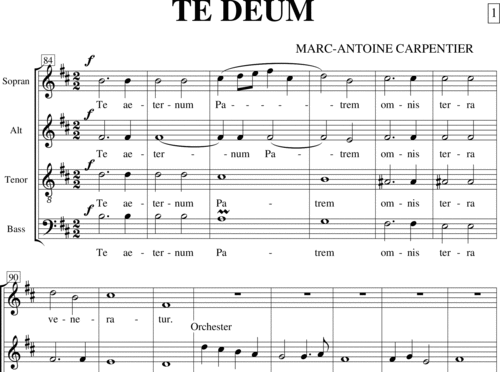 TE DEUM
1
MARC-ANTOINE CARPENTIER
84
f
Sopran
Te ae - ter - num Pa - - - - trem om - nis ter - ra
f
Alt
Te ae - ter - - num Pa - trem om - nis ter - ra
f
Tenor
Te ae - ter - num Pa - trem om - nis ter - ra
f
Bass
Te ae - ter - num Pa - trem om - nis ter - ra
90
ve - ne - ra - tur.
Orchester